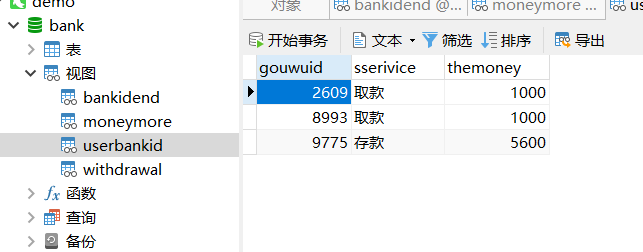 demo
bank
表
视图
bankidend
moneymore
userbankid
withdrawal
函数
查询
备份
对象 bankidend @... moneymore ...
开始事务 文本 筛选 排序 导出
gouwuid sserivice themoney
2609 取款 1000
8993 取款 1000
9775 存款 5600